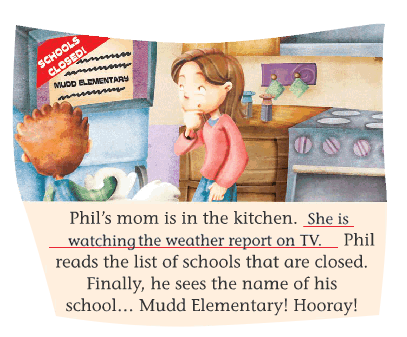 SCHOOLS
CLOSED!
MUDD ELEMENTARY
Phil's mom is in the kitchen. She is
watching the weather report on TV. Phil
reads the list of schools that are closed.
Finally, he sees the name of his
school... Mudd Elementary! Hooray!